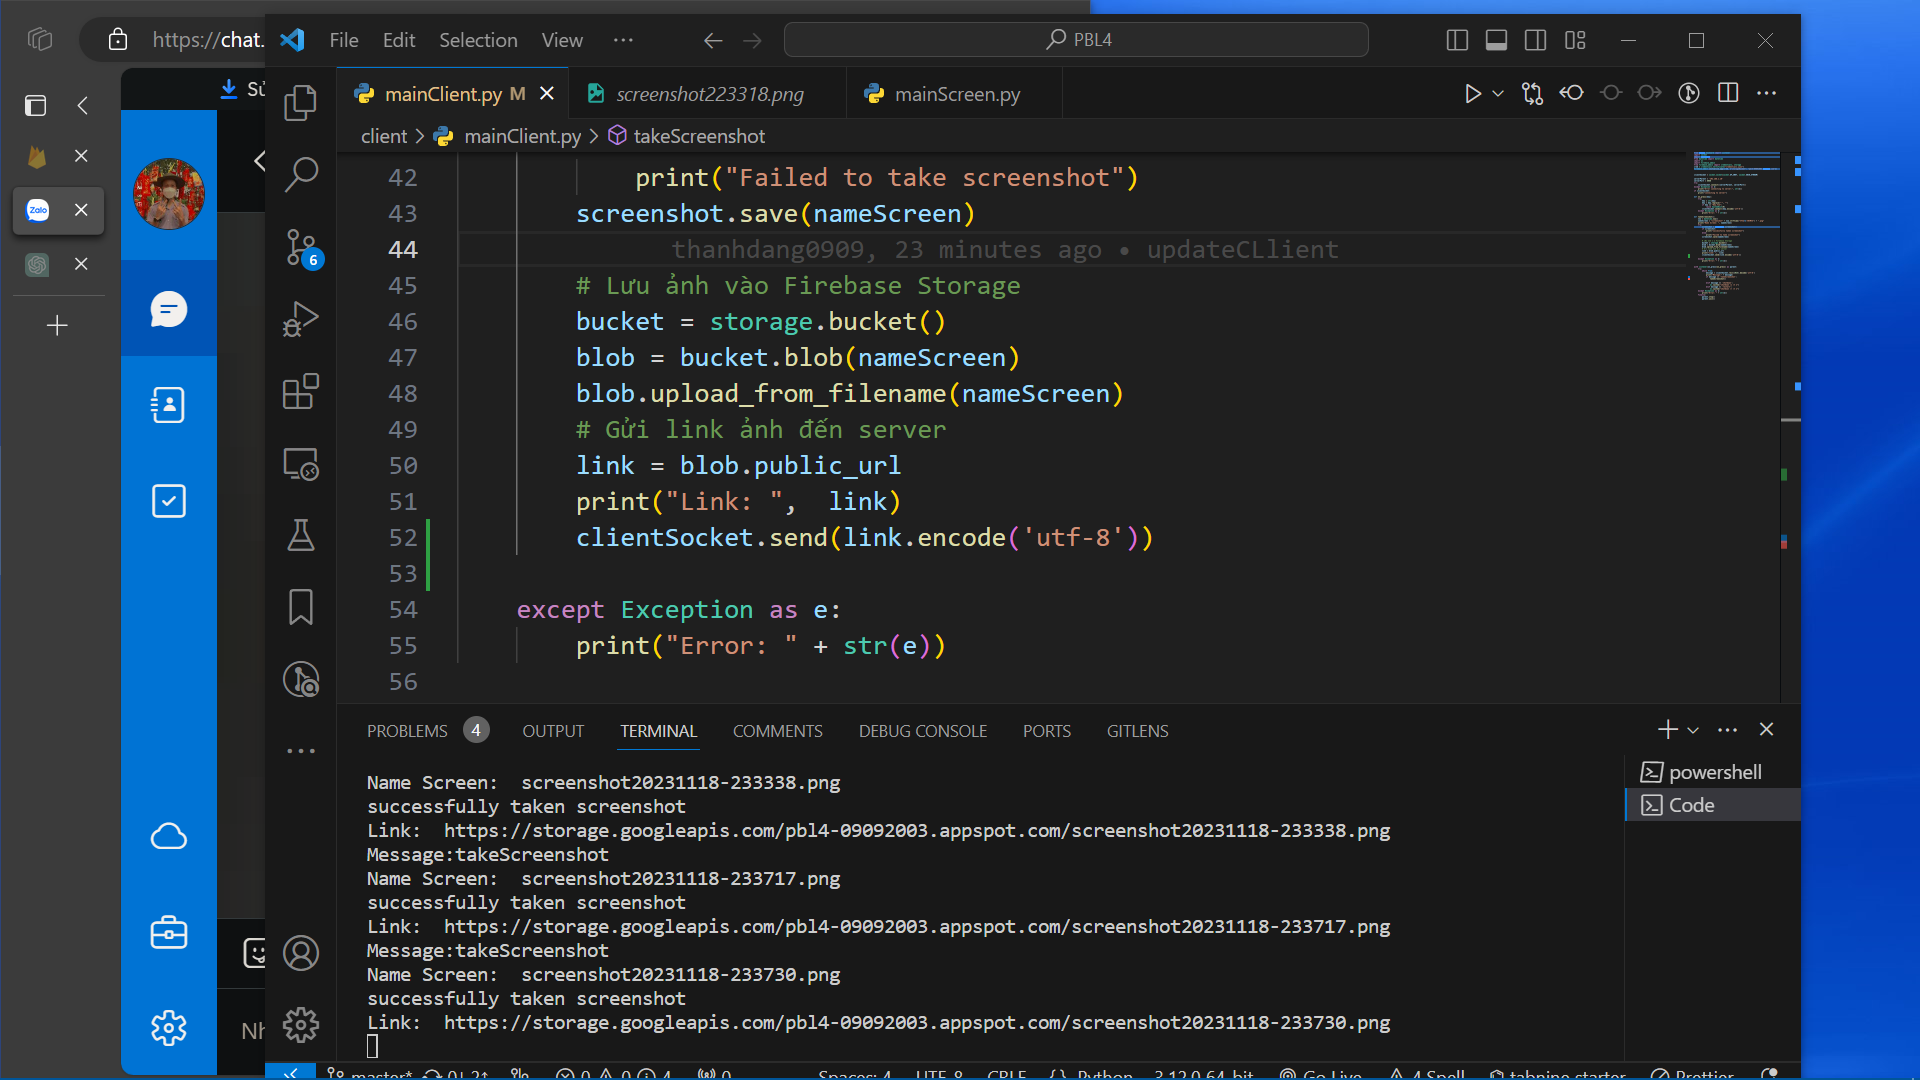 https://chat.
File Edit Selection View ··· PBL4
mainClient.py M screenshot223318.png mainScreen.py
client > mainClient.py > takeScreenshot
Zalo
6
42 print("Failed to take screenshot")
43 screenshot.save(nameScreen)
44 thanhdang0909, 23 minutes ago • updateCLlient
45 # Lưu ảnh vào Firebase Storage
46 bucket = storage.bucket()
47 blob = bucket.blob(nameScreen)
48 blob.upload_from_filename(nameScreen)
49 # Gửi link ảnh đến server
50 link = blob.public_url
51 print("Link: ",  link)
52 clientSocket.send(link.encode('utf-8'))
53
54 except Exception as e:
55 print("Error: " + str(e))
56
PROBLEMS 4 OUTPUT TERMINAL COMMENTS DEBUG CONSOLE PORTS GITLENS
Name Screen:  screenshot20231118-233338.png
successfully taken screenshot
Link:  https://storage.googleapis.com/pbl4-09092003.appspot.com/screenshot20231118-233338.png
Message:takeScreenshot
Name Screen:  screenshot20231118-233717.png
successfully taken screenshot
Link:  https://storage.googleapis.com/pbl4-09092003.appspot.com/screenshot20231118-233717.png
Message:takeScreenshot
Name Screen:  screenshot20231118-233730.png
successfully taken screenshot
Link:  https://storage.googleapis.com/pbl4-09092003.appspot.com/screenshot20231118-233730.png
powershell
Code
master* 0↓ 2↑ 0 0 4 0 Spaces: 4 UTF-8 CRLF {} Python 3.12.0 64-bit Go Live 4 Spell tabnine starter Prettier